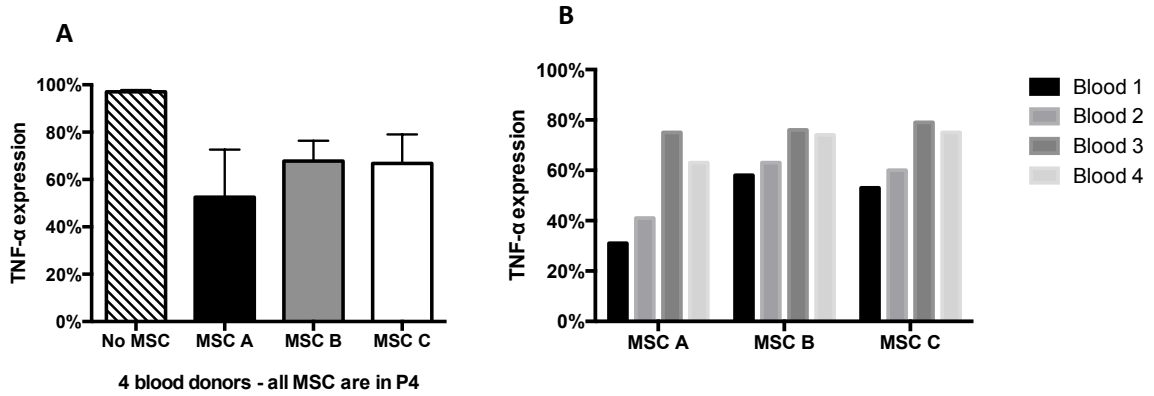 A
TNF-α expression
100%
80%
60%
40%
20%
0%
No MSC MSC A MSC B MSC C
4 blood donors - all MSC are in P4
B
TNF-α expression
100%
80%
60%
40%
20%
0%
MSC A MSC B MSC C
Blood 1
Blood 2
Blood 3
Blood 4